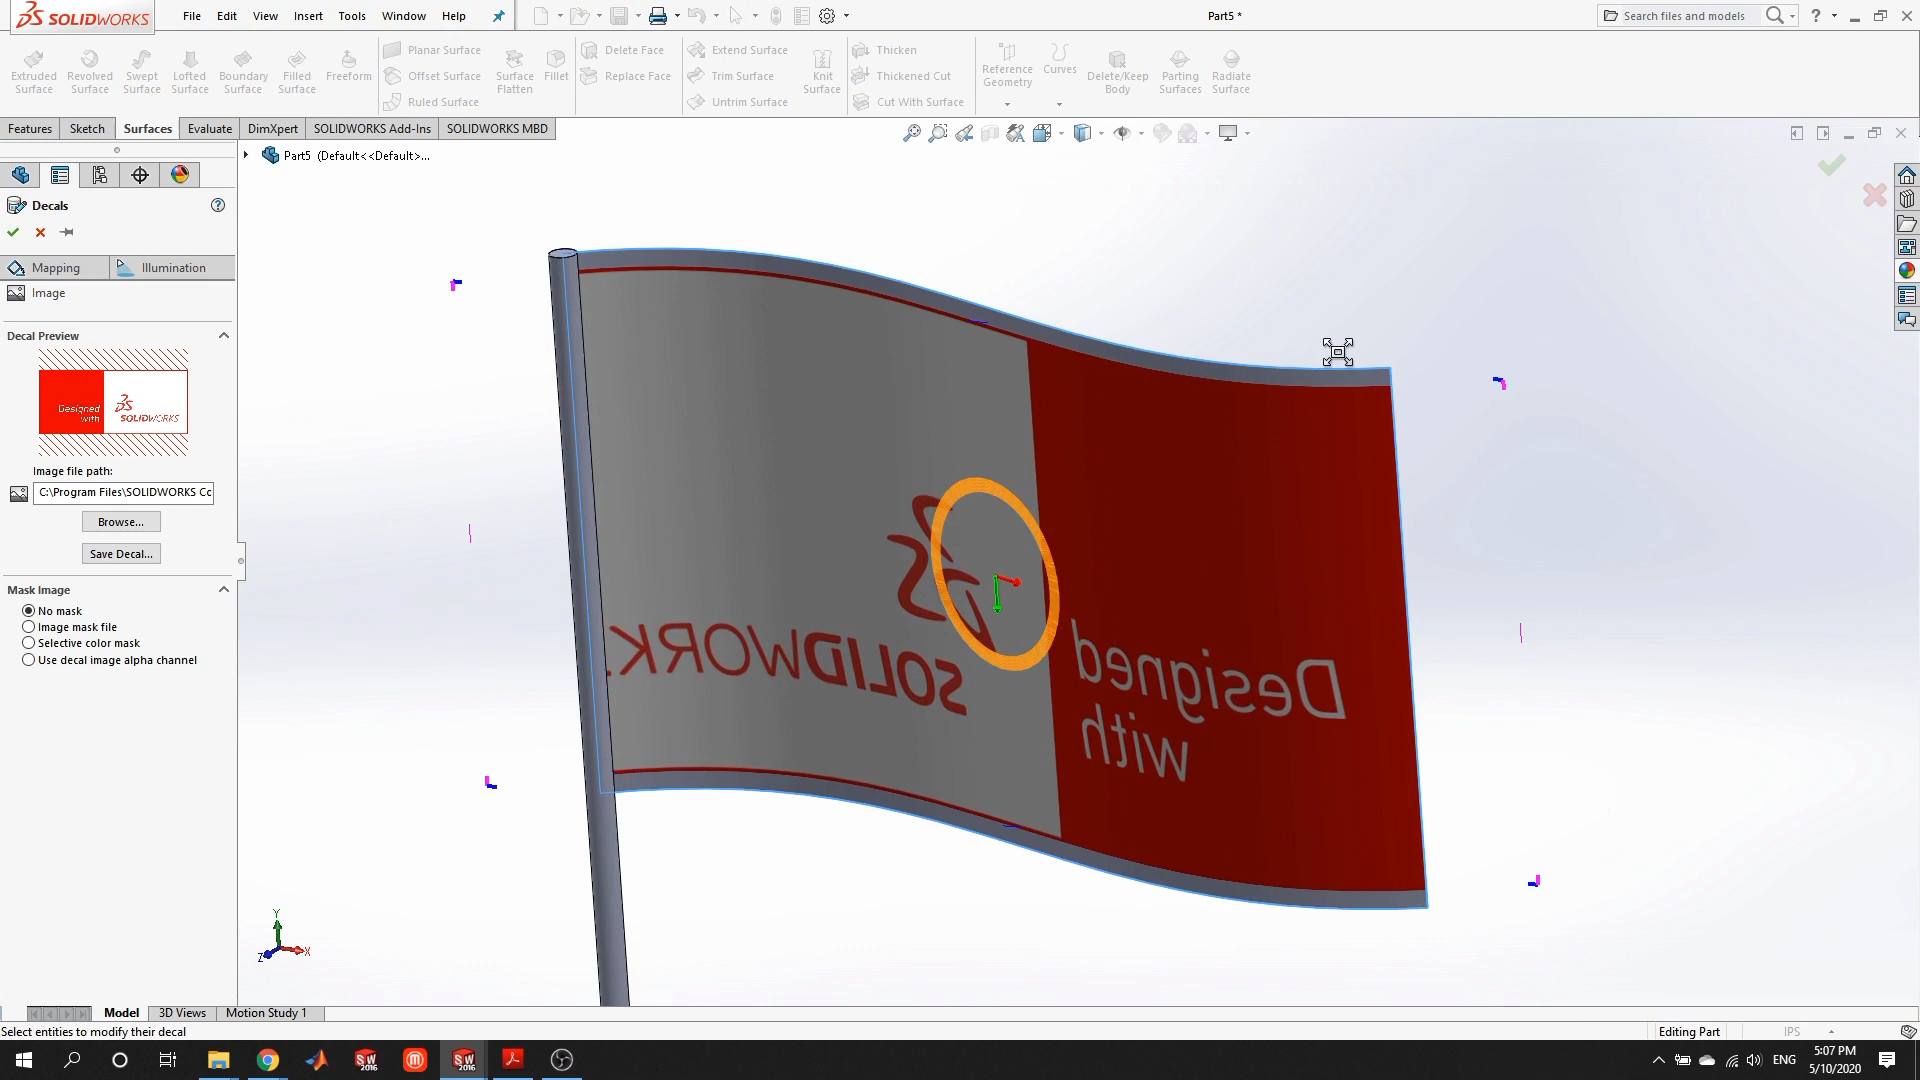 SOLIDWORKS
File Edit View Insert Tools Window Help
Part5 *
Search files and models
Extruded Surface
Revolved Surface
Swept Surface
Lofted Surface
Boundary Surface
Filled Surface
Freeform
Planar Surface
Offset Surface
Ruled Surface
Surface Flatten
Fillet
Delete Face
Replace Face
Extend Surface
Trim Surface
Untrim Surface
Knit Surface
Thicken
Thickened Cut
Cut With Surface
Reference Geometry
Curves
Delete/Keep Body
Parting Surfaces
Radiate Surface
Features Sketch Surfaces Evaluate DimXpert SOLIDWORKS Add-Ins SOLIDWORKS MBD
Part5 (Default<<Default>...
Decals
Mapping Illumination
Image
Decal Preview
Designed with
SOLIDWORKS
Image file path:
C:\Program Files\SOLIDWORKS Cc
Browse...
Save Decal...
Mask Image
No mask
Image mask file
Selective color mask
Use decal image alpha channel
SOLIDWORK
Designed
with
Y
X
Z
Model 3D Views Motion Study 1
Select entities to modify their decal
Editing Part
IPS
SW 2016
SW 2016
ENG
5:07 PM
5/10/2020